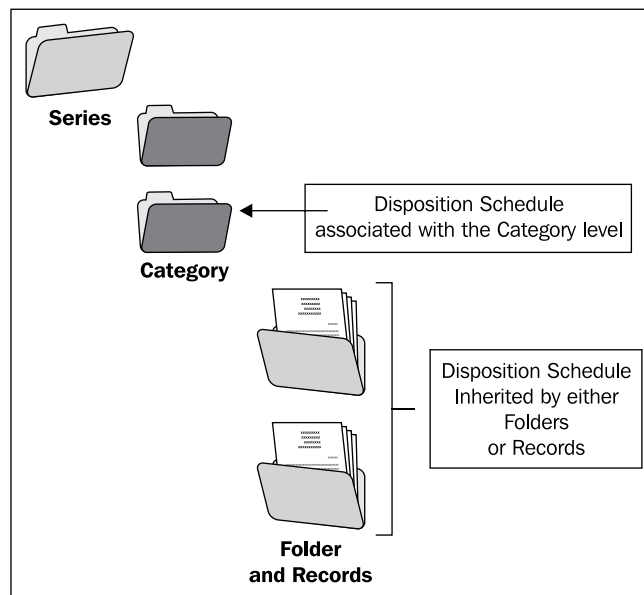 Series
Disposition Schedule
associated with the Category level
Category
Disposition Schedule
Inherited by either
Folders
or Records
Folder
and Records